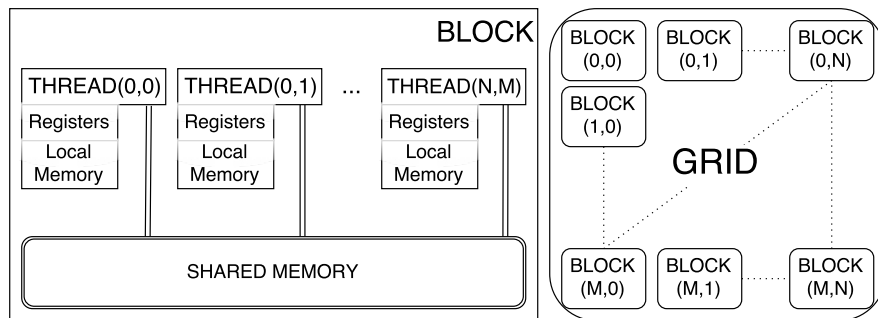 BLOCK
THREAD(0,0) THREAD(0,1) ... THREAD(N,M)
Registers Registers Registers
Local Local Local
Memory Memory Memory
SHARED MEMORY
BLOCK BLOCK BLOCK
(0,0) (0,1) (0,N)
BLOCK
(1,0)
GRID
BLOCK BLOCK BLOCK
(M,0) (M,1) (M,N)